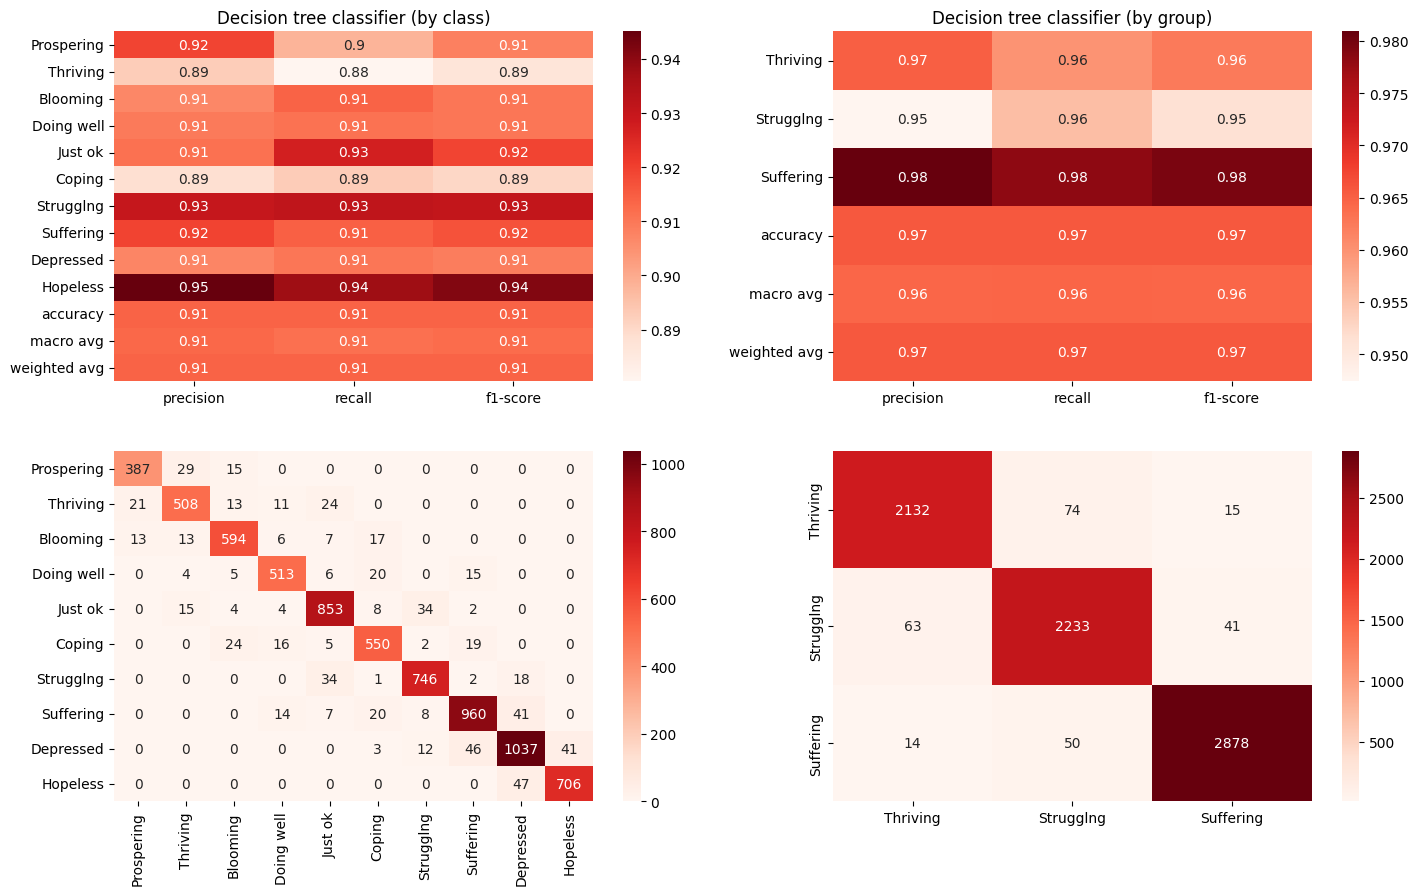 Decision tree classifier (by class)
Prospering 0.92 0.9 0.91
Thriving 0.89 0.88 0.89
Blooming 0.91 0.91 0.91
Doing well 0.91 0.91 0.91
Just ok 0.91 0.93 0.92
Coping 0.89 0.89 0.89
StruggIng 0.93 0.93 0.93
Suffering 0.92 0.91 0.92
Depressed 0.91 0.91 0.91
Hopeless 0.95 0.94 0.94
accuracy 0.91 0.91 0.91
macro avg 0.91 0.91 0.91
weighted avg 0.91 0.91 0.91
precision recall f1-score
0.94
0.93
0.92
0.91
0.90
0.89
Decision tree classifier (by group)
Thriving 0.97 0.96 0.96
StruggIng 0.95 0.96 0.95
Suffering 0.98 0.98 0.98
accuracy 0.97 0.97 0.97
macro avg 0.96 0.96 0.96
weighted avg 0.97 0.97 0.97
precision recall f1-score
0.980
0.975
0.970
0.965
0.960
0.955
0.950
Prospering 387 29 15 0 0 0 0 0 0 0
Thriving 21 508 13 11 24 0 0 0 0 0
Blooming 13 13 594 6 7 17 0 0 0 0
Doing well 0 4 5 513 6 20 0 15 0 0
Just ok 0 15 4 4 853 8 34 2 0 0
Coping 0 0 24 16 5 550 2 19 0 0
StruggIng 0 0 0 0 34 1 746 2 18 0
Suffering 0 0 0 14 7 20 8 960 41 0
Depressed 0 0 0 0 0 3 12 46 1037 41
Hopeless 0 0 0 0 0 0 0 0 47 706
Prospering Thriving Blooming Doing well Just ok Coping StruggIng Suffering Depressed Hopeless
1000
800
600
400
200
0
Thriving 2132 74 15
StruggIng 63 2233 41
Suffering 14 50 2878
Thriving StruggIng Suffering
2500
2000
1500
1000
500